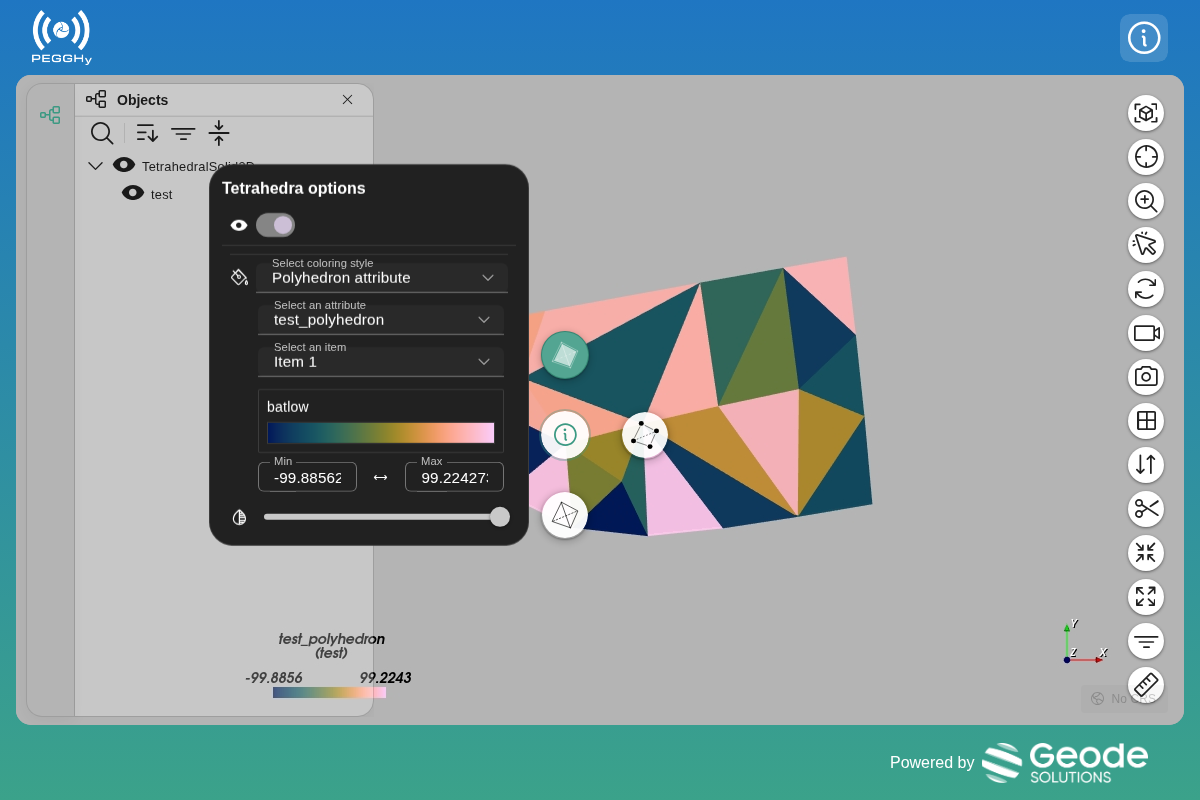 PEGGHy
Objects
TetrahedralSolid3D
test
Tetrahedra options
Select coloring style
Polyhedron attribute
Select an attribute
test_polyhedron
Select an item
Item 1
batlow
Min
-99.88562
Max
99.22427
test_polyhedron
(test)
-99.8856
99.2243
Y
Z
X
No CRS
Powered by
Geode
SOLUTIONS